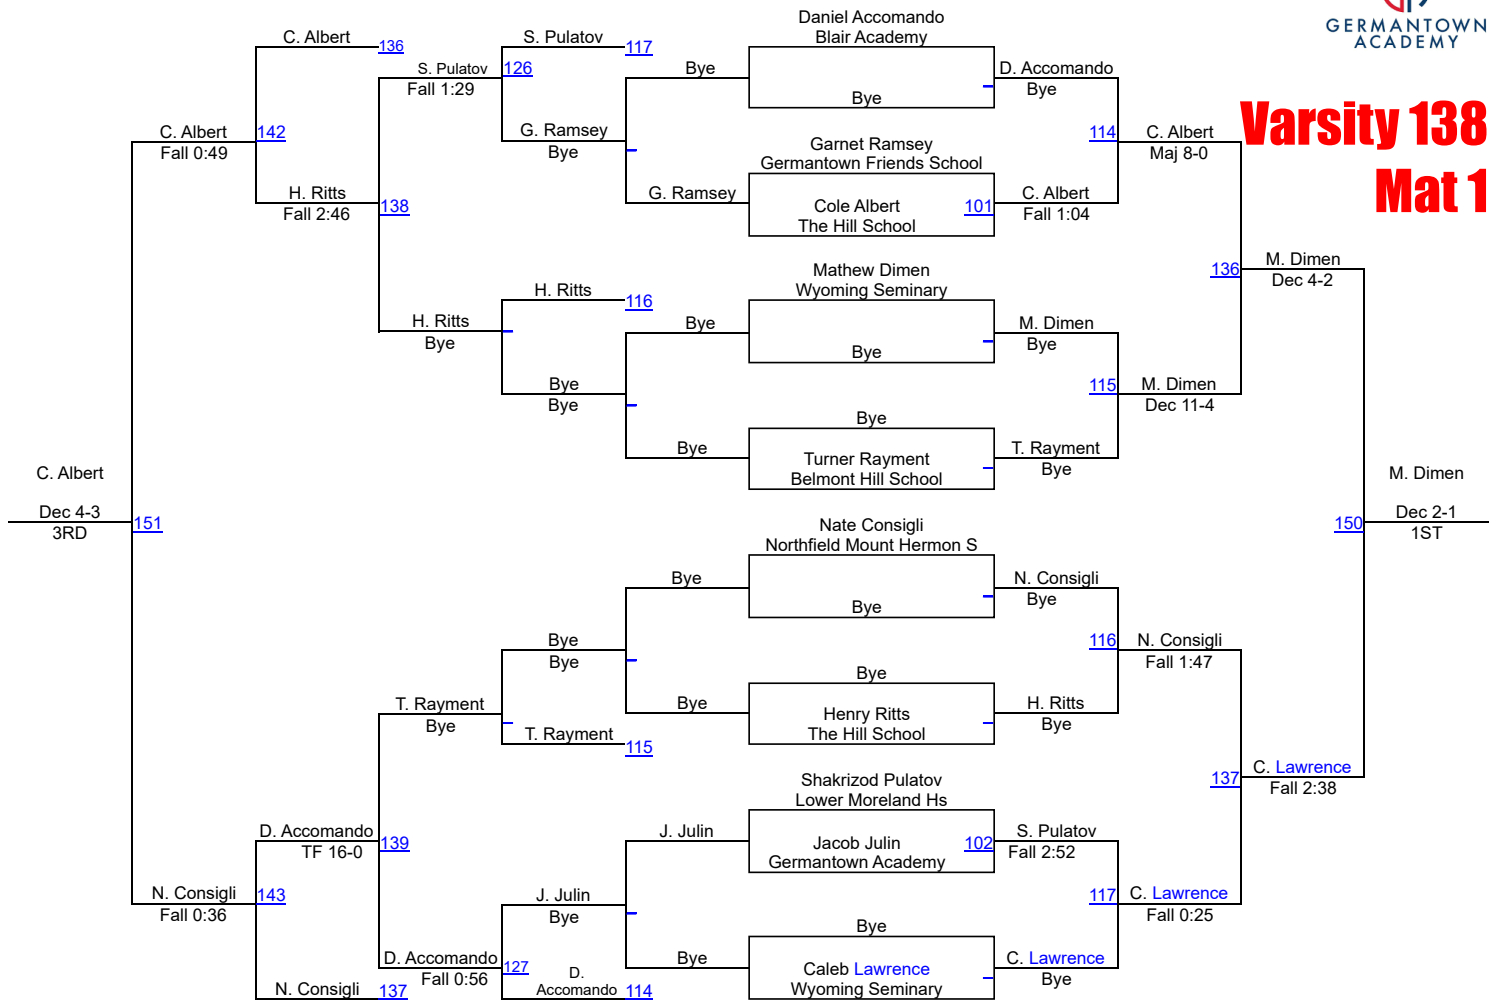 GERMANTOWN
ACADEMY
Varsity 138
Mat 1
Daniel Accomando
Blair Academy
C. Albert
136
S. Pulatov
117
S. Pulatov
126
Fall 1:29
Bye
Bye
D. Accomando
Bye
C. Albert
142
Fall 0:49
G. Ramsey
Bye
114
C. Albert
Maj 8-0
Garnet Ramsey
Germantown Friends School
H. Ritts
138
Fall 2:46
G. Ramsey
Cole Albert
101
The Hill School
C. Albert
Fall 1:04
Mathew Dimen
Wyoming Seminary
136
M. Dimen
Dec 4-2
H. Ritts
116
H. Ritts
Bye
Bye
Bye
M. Dimen
Bye
Bye
Bye
115
M. Dimen
Dec 11-4
Bye
Bye
Turner Rayment
Belmont Hill School
T. Rayment
Bye
C. Albert
Dec 4-3
3RD
151
M. Dimen
150
Dec 2-1
1ST
Nate Consigli
Northfield Mount Hermon S
Bye
Bye
N. Consigli
Bye
Bye
Bye
116
N. Consigli
Fall 1:47
Bye
T. Rayment
Bye
Bye
Henry Ritts
The Hill School
H. Ritts
Bye
T. Rayment
115
137
C. Lawrence
Fall 2:38
Shakrizod Pulatov
Lower Moreland Hs
D. Accomando
139
TF 16-0
J. Julin
Jacob Julin
102
Germantown Academy
S. Pulatov
Fall 2:52
N. Consigli
143
Fall 0:36
J. Julin
Bye
117
C. Lawrence
Fall 0:25
Bye
D. Accomando
127
Fall 0:56
Bye
Caleb Lawrence
Wyoming Seminary
C. Lawrence
Bye
N. Consigli
137
D.
Accomando
114